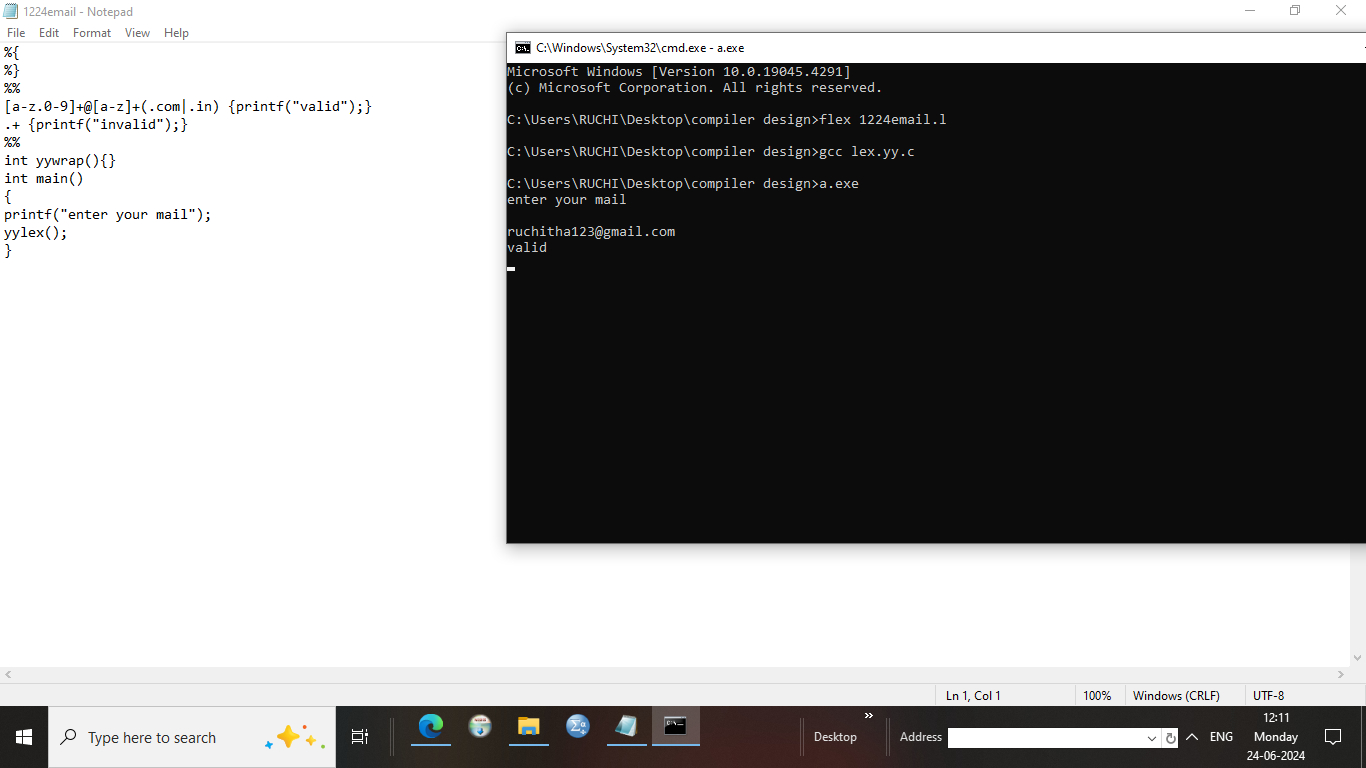 1224email - Notepad
File Edit Format View Help
%{
%}
%%
[a-z.0-9]+@[a-z]+(.com|.in) {printf("valid");}
.+ {printf("invalid");}
%%
int yywrap(){}
int main()
{
printf("enter your mail");
yylex();
}
C:\Windows\System32\cmd.exe - a.exe
Microsoft Windows [Version 10.0.19045.4291]
(c) Microsoft Corporation. All rights reserved.
C:\Users\RUCHI\Desktop\compiler design>flex 1224email.l
C:\Users\RUCHI\Desktop\compiler design>gcc lex.yy.c
C:\Users\RUCHI\Desktop\compiler design>a.exe
enter your mail
ruchitha123@gmail.com
valid
Ln 1, Col 1 100% Windows (CRLF) UTF-8
Type here to search
Desktop
»
Address
ENG
12:11
Monday
24-06-2024